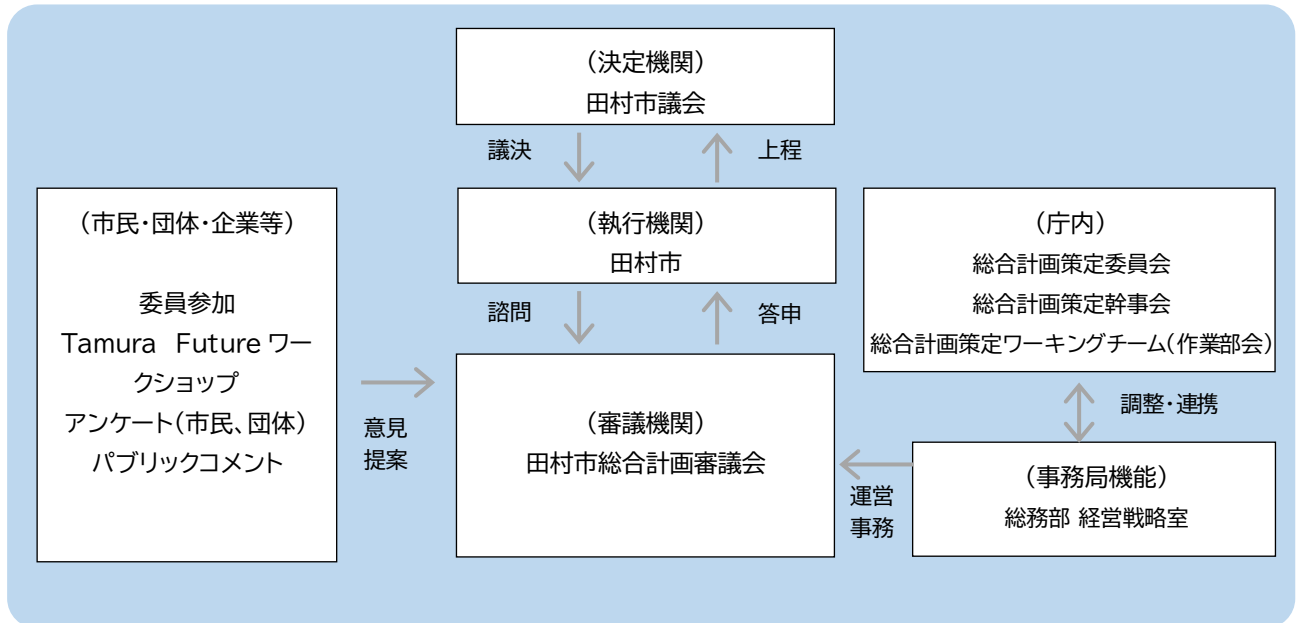 （決定機関）
田村市議会
議決
上程
（市民・団体・企業等）
委員参加
Tamura Future ワー
クショップ
アンケート（市民、団体）
パブリックコメント
（執行機関）
田村市
（庁内）
総合計画策定委員会
総合計画策定幹事会
総合計画策定ワーキングチーム（作業部会）
諮問
答申
意見
提案
（審議機関）
田村市総合計画審議会
調整・連携
運営
事務
（事務局機能）
総務部 経営戦略室